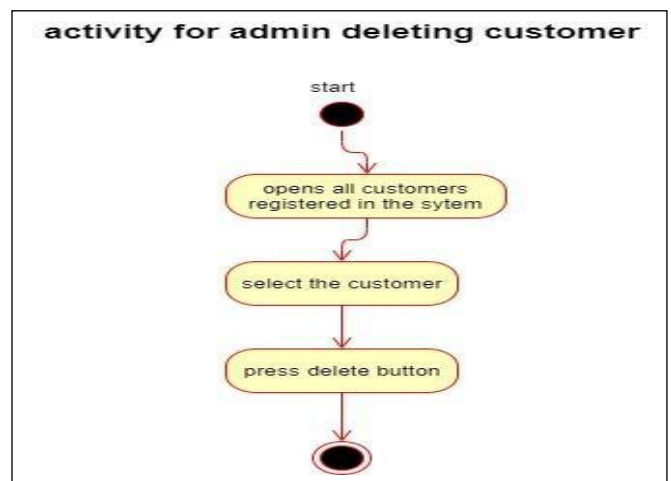 activity for admin deleting customer
start
opens all customers
registered in the sytem
select the customer
press delete button